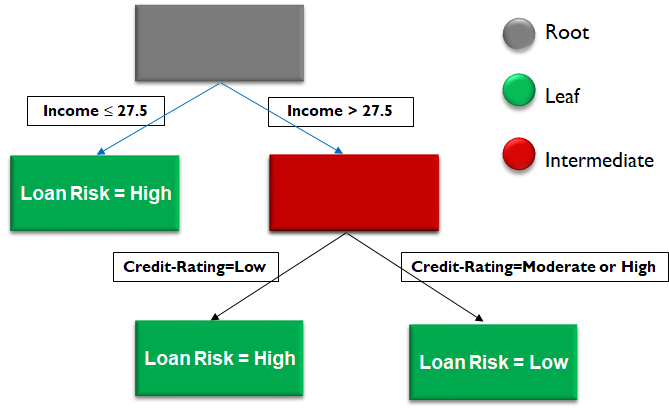 Root
Income ≤ 27.5
Income > 27.5
Leaf
Loan Risk = High
Intermediate
Credit-Rating=Low
Credit-Rating=Moderate or High
Loan Risk = High
Loan Risk = Low